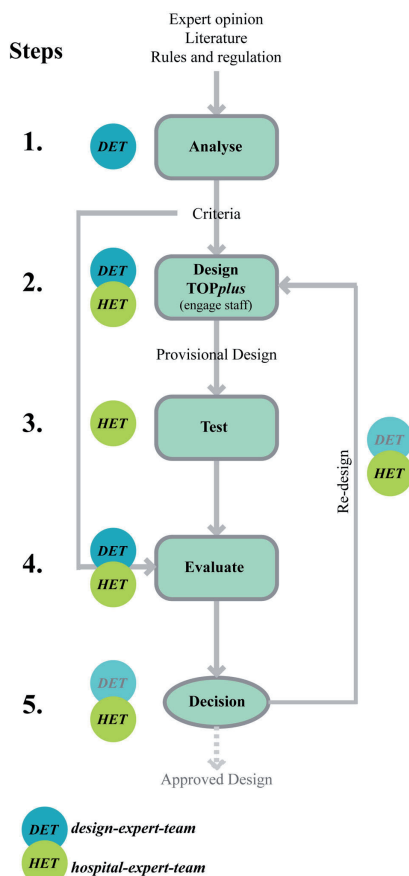 Expert opinion
Literature
Rules and regulation
Steps
1.
DET
Analyse
Criteria
2.
DET
HET
Design
TOPplus
(engage staff)
Provisional Design
3.
HET
Test
DET
HET
Re-design
4.
DET
HET
Evaluate
5.
DET
HET
Decision
Approved Design
DET design-expert-team
HET hospital-expert-team